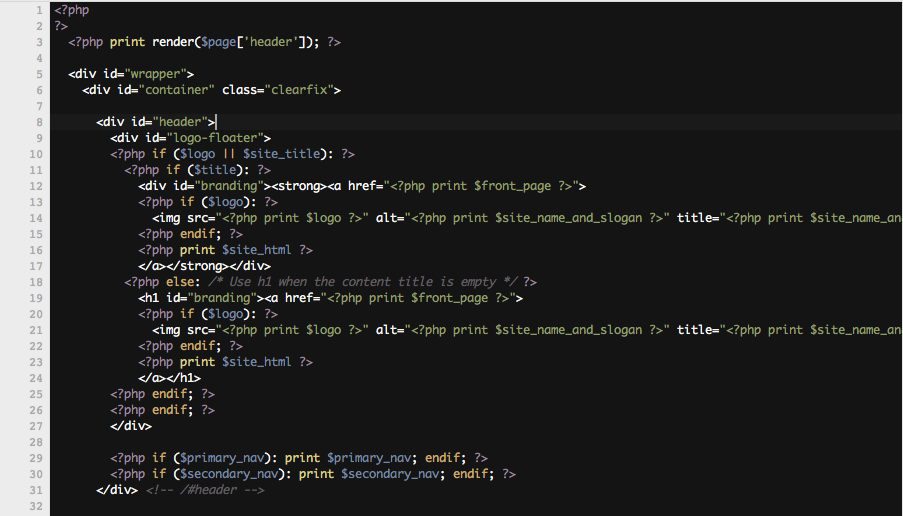 1 <?php
2 ?>
3 <?php print render($page['header']); ?>
4
5 <div id="wrapper">
6 <div id="container" class="clearfix">
7
8 <div id="header">
9 <div id="logo-floater">
10 <?php if ($logo || $site_title): ?>
11 <?php if ($title): ?>
12 <div id="branding"><strong><a href="<?php print $front_page ?>">
13 <?php if ($logo): ?>
14 <img src="<?php print $logo ?>" alt="<?php print $site_name_and_slogan ?>" title="<?php print $site_name_an
15 <?php endif; ?>
16 <?php print $site_html ?>
17 </a></strong></div>
18 <?php else: /* Use h1 when the content title is empty */ ?>
19 <h1 id="branding"><a href="<?php print $front_page ?>">
20 <?php if ($logo): ?>
21 <img src="<?php print $logo ?>" alt="<?php print $site_name_and_slogan ?>" title="<?php print $site_name_an
22 <?php endif; ?>
23 <?php print $site_html ?>
24 </a></h1>
25 <?php endif; ?>
26 <?php endif; ?>
27 </div>
28
29 <?php if ($primary_nav): print $primary_nav; endif; ?>
30 <?php if ($secondary_nav): print $secondary_nav; endif; ?>
31 </div> <!-- /#header -->
32